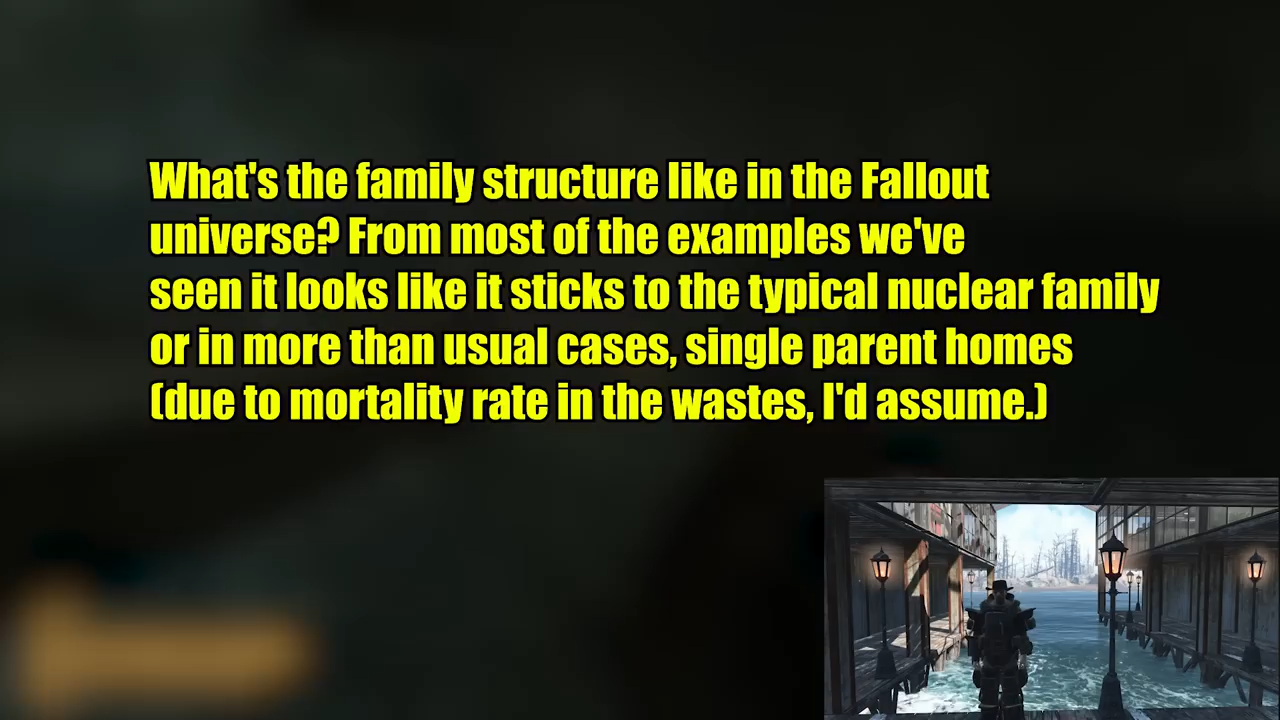 What's the family structure like in the Fallout
universe? From most of the examples we've
seen it looks like it sticks to the typical nuclear family
or in more than usual cases, single parent homes
(due to mortality rate in the wastes, I'd assume.)